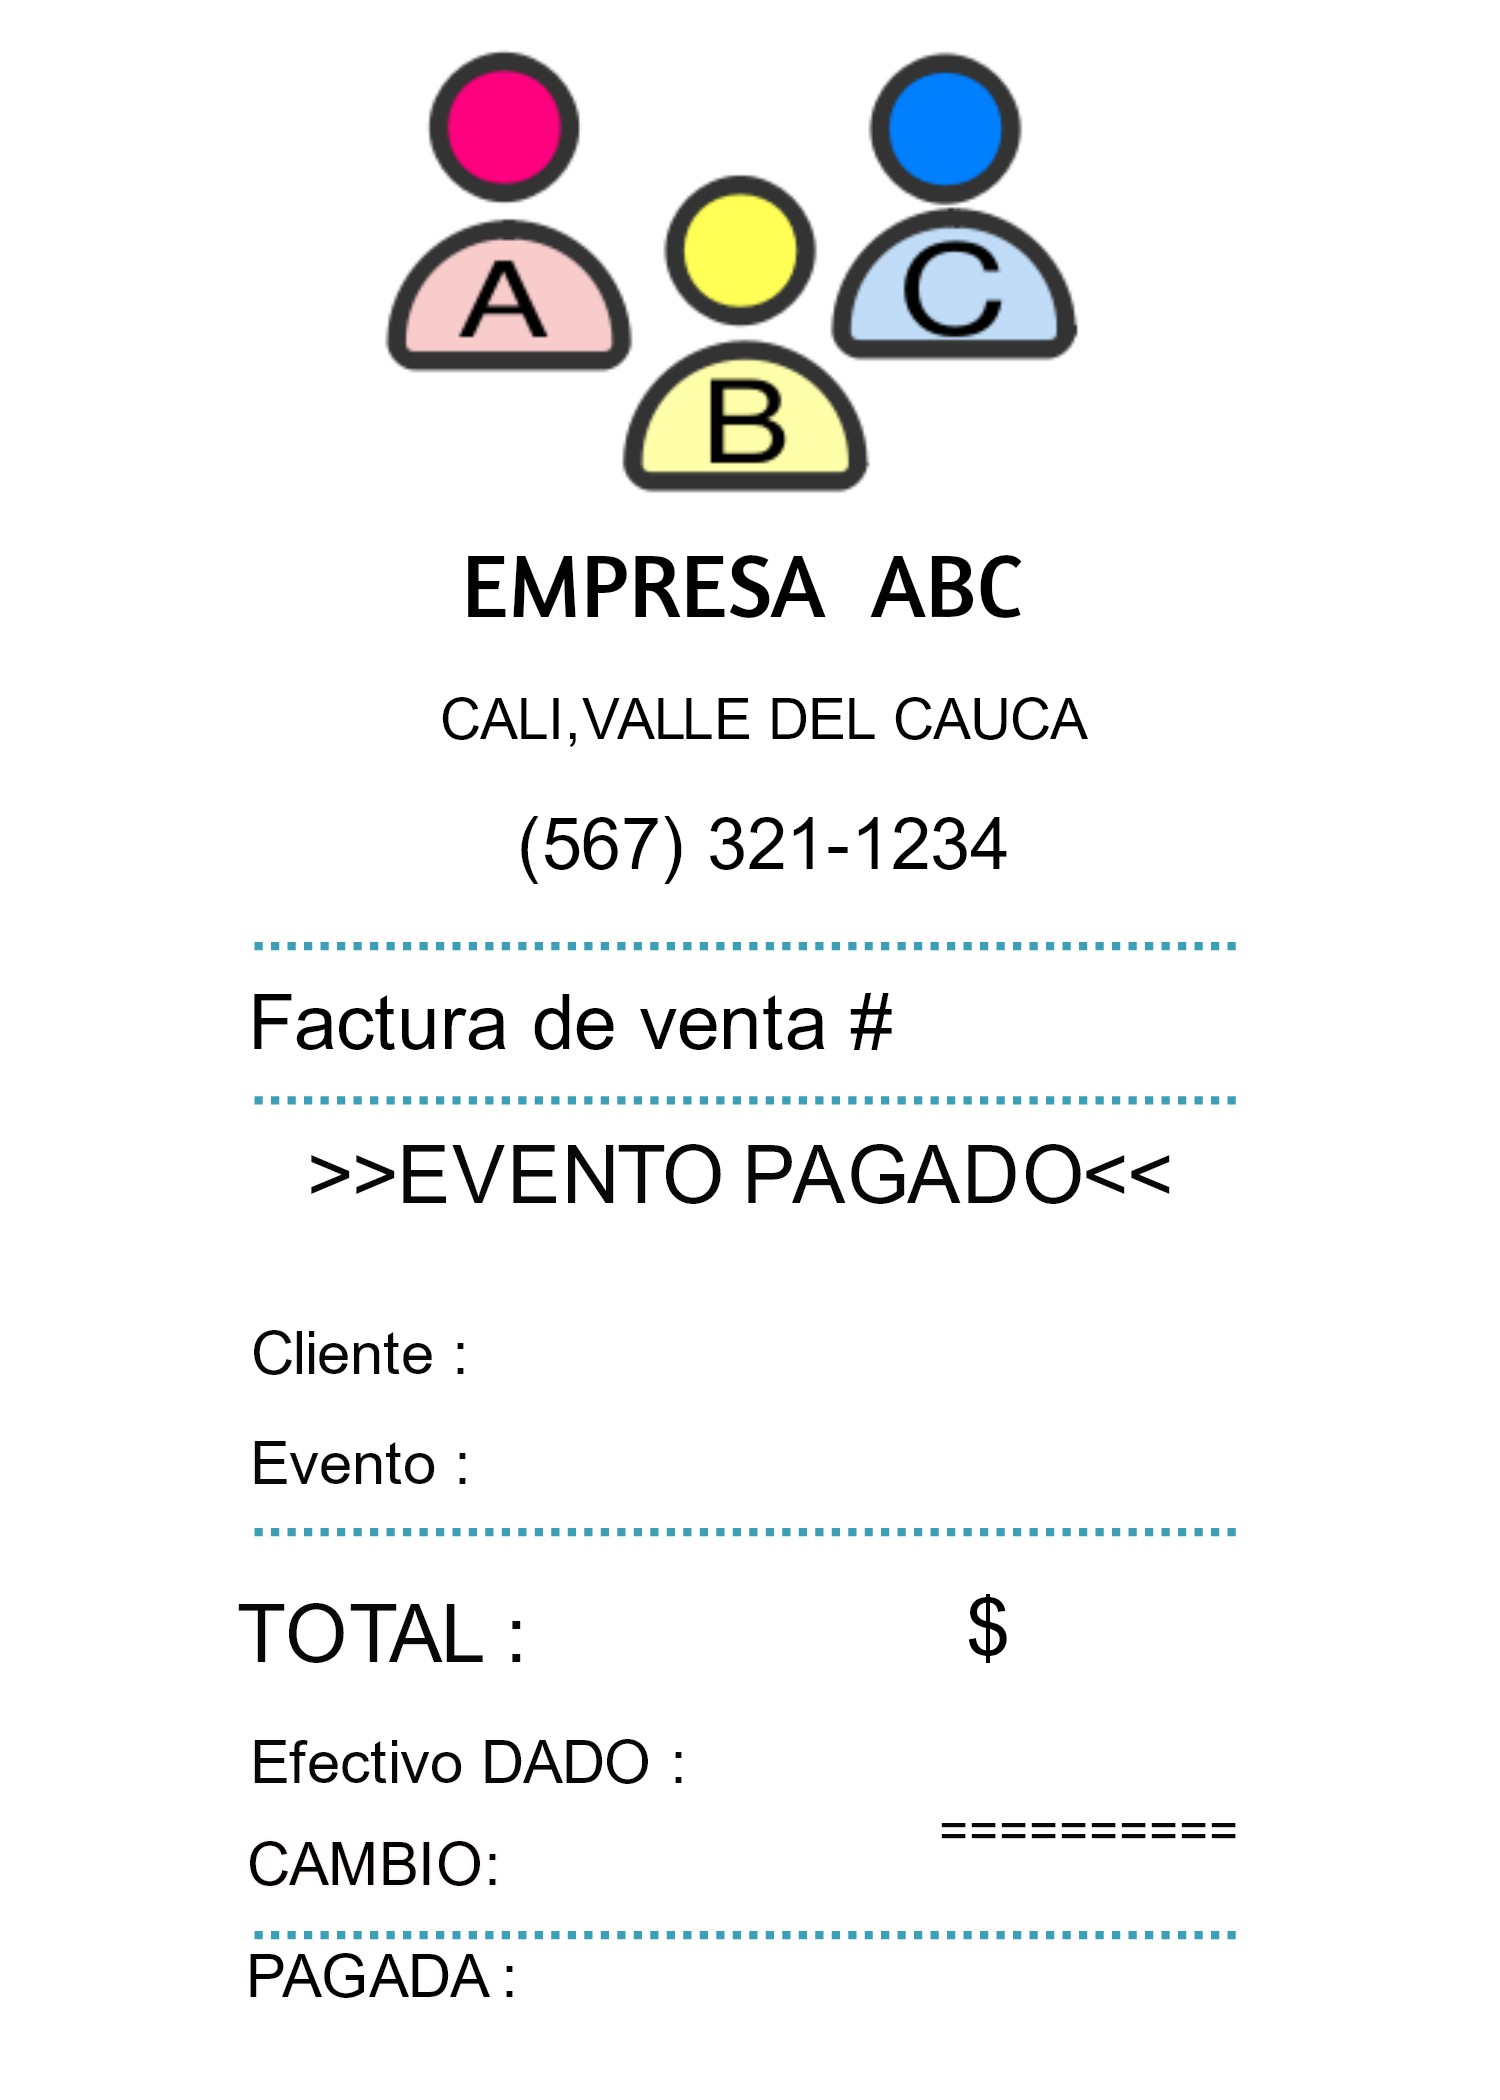 A
C
B
EMPRESA ABC
CALI,VALLE DEL CAUCA
(567) 321-1234
Factura de venta #
>>EVENTO PAGADO<<
Cliente :
Evento :
TOTAL : $
Efectivo DADO :
==========
CAMBIO:
PAGADA :